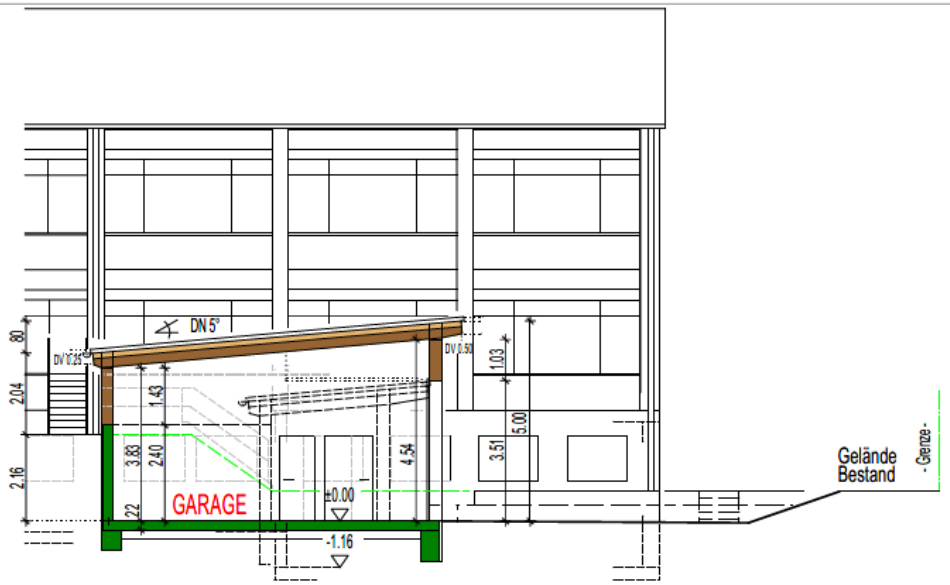 DN 5°
80
DV 0.25
DV 0.50
1.03
2.04
1.43
5.00
3.83
2.40
4.54
3.51
2.16
Gelände
Bestand
- Grenze -
GARAGE
±0.00
22
-1.16